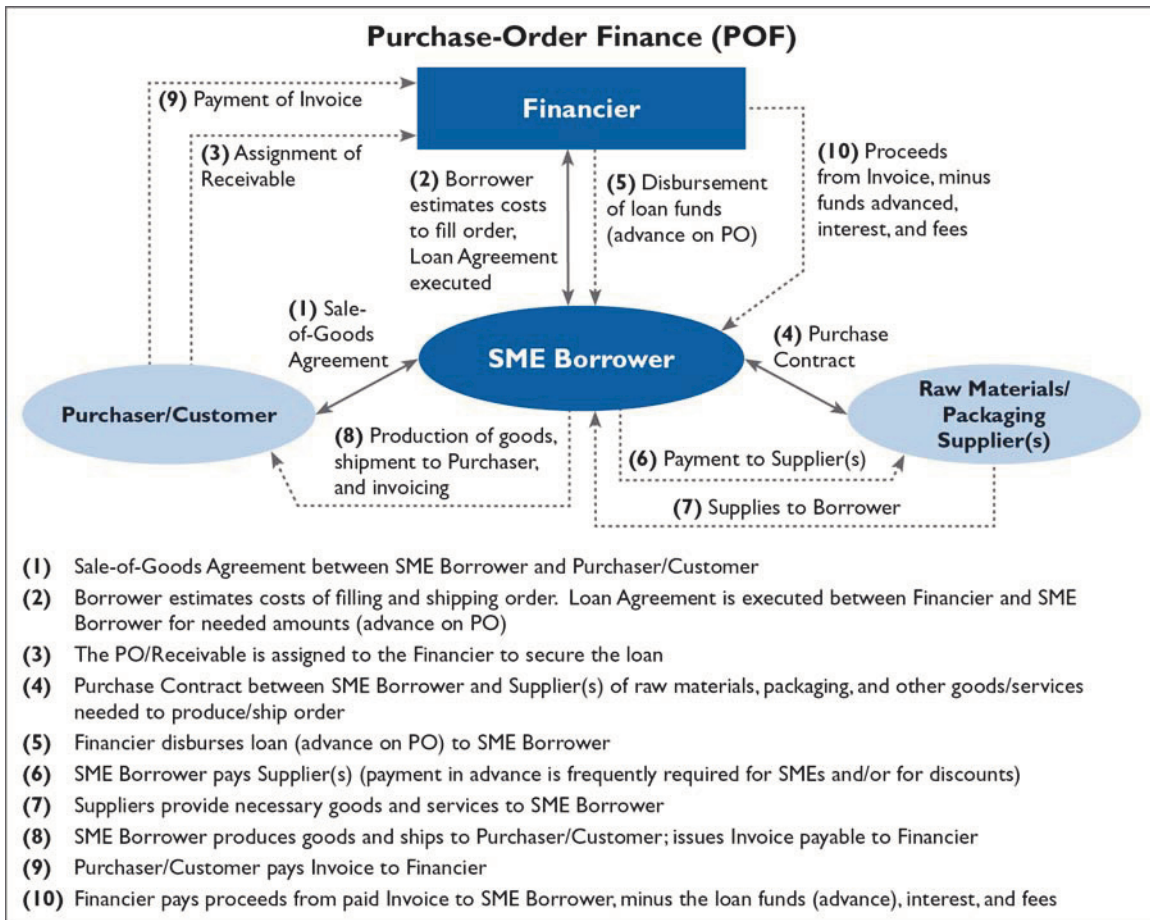 Purchase-Order Finance (POF)
(9) Payment of Invoice
Financier
(3) Assignment of
Receivable
(2) Borrower
estimates costs
to fill order,
Loan Agreement
executed
(5) Disbursement
of loan funds
(advance on PO)
(10) Proceeds
from Invoice, minus
funds advanced,
interest, and fees
(1) Sale-
of-Goods
Agreement
SME Borrower
(4) Purchase
Contract
Purchaser/Customer
Raw Materials/
Packaging
Supplier(s)
(8) Production of goods,
shipment to Purchaser,
and invoicing
(6) Payment to Supplier(s)
(7) Supplies to Borrower
(1) Sale-of-Goods Agreement between SME Borrower and Purchaser/Customer
(2) Borrower estimates costs of filling and shipping order. Loan Agreement is executed between Financier and SME
Borrower for needed amounts (advance on PO)
(3) The PO/Receivable is assigned to the Financier to secure the loan
(4) Purchase Contract between SME Borrower and Supplier(s) of raw materials, packaging, and other goods/services
needed to produce/ship order
(5) Financier disburses loan (advance on PO) to SME Borrower
(6) SME Borrower pays Supplier(s) (payment in advance is frequently required for SMEs and/or for discounts)
(7) Suppliers provide necessary goods and services to SME Borrower
(8) SME Borrower produces goods and ships to Purchaser/Customer; issues Invoice payable to Financier
(9) Purchaser/Customer pays Invoice to Financier
(10) Financier pays proceeds from paid Invoice to SME Borrower, minus the loan funds (advance), interest, and fees